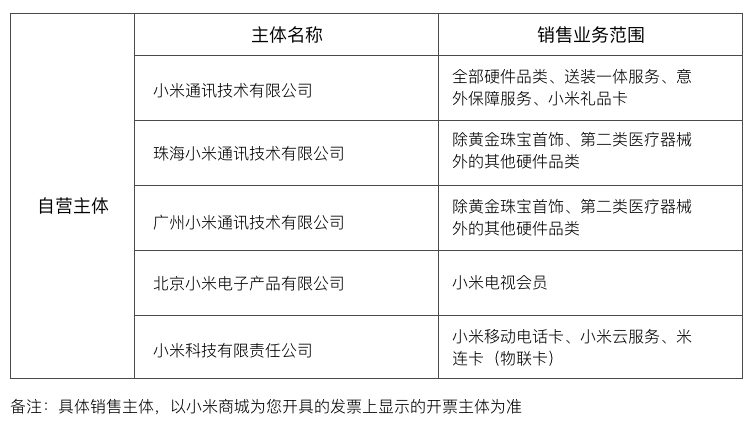 主体名称
销售业务范围
自营主体
小米通讯技术有限公司
全部硬件品类、送装一体服务、意
外保障服务、小米礼品卡
珠海小米通讯技术有限公司
除黄金珠宝首饰、第二类医疗器械
外的其他硬件品类
广州小米通讯技术有限公司
除黄金珠宝首饰、第二类医疗器械
外的其他硬件品类
北京小米电子产品有限公司
小米电视会员
小米科技有限责任公司
小米移动电话卡、小米云服务、米
连卡（物联卡）
备注：具体销售主体，以小米商城为您开具的发票上显示的开票主体为准